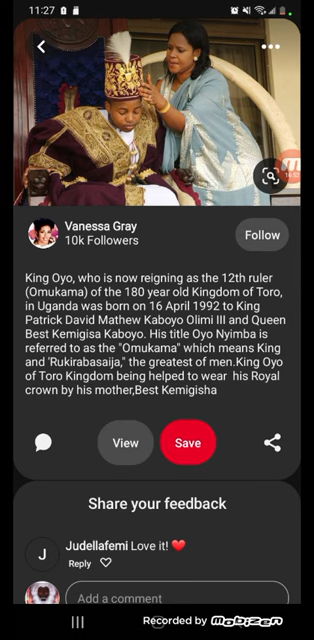 11:27
Vanessa Gray
10k Followers
Follow
King Oyo, who is now reigning as the 12th ruler
(Omukama) of the 180 year old Kingdom of Toro,
in Uganda was born on 16 April 1992 to King
Patrick David Mathew Kaboyo Olimi III and Queen
Best Kemigisa Kaboyo. His title Oyo Nyimba is
referred to as the "Omukama" which means King
and 'Rukirabasaija," the greatest of men.King Oyo
of Toro Kingdom being helped to wear his Royal
crown by his mother,Best Kemigisha
View
Save
Share your feedback
J
Judellafemi Love it! ❤️
Reply
Add a comment
Recorded by Mobizen